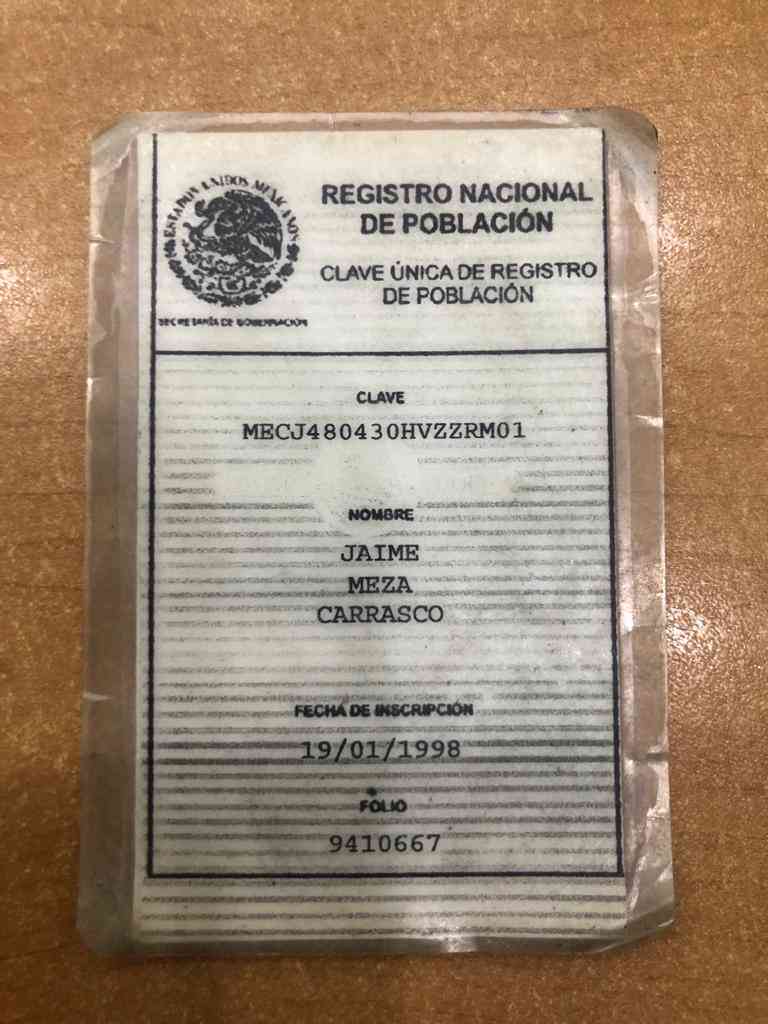 ESTADOS UNIDOS MEXICANOS
SECRETARÍA DE GOBERNACIÓN
REGISTRO NACIONAL
DE POBLACIÓN
CLAVE ÚNICA DE REGISTRO
DE POBLACIÓN
CLAVE
MECJ480430HVZZRM01
NOMBRE
JAIME
MEZA
CARRASCO
FECHA DE INSCRIPCIÓN
19/01/1998
FOLIO
9410667